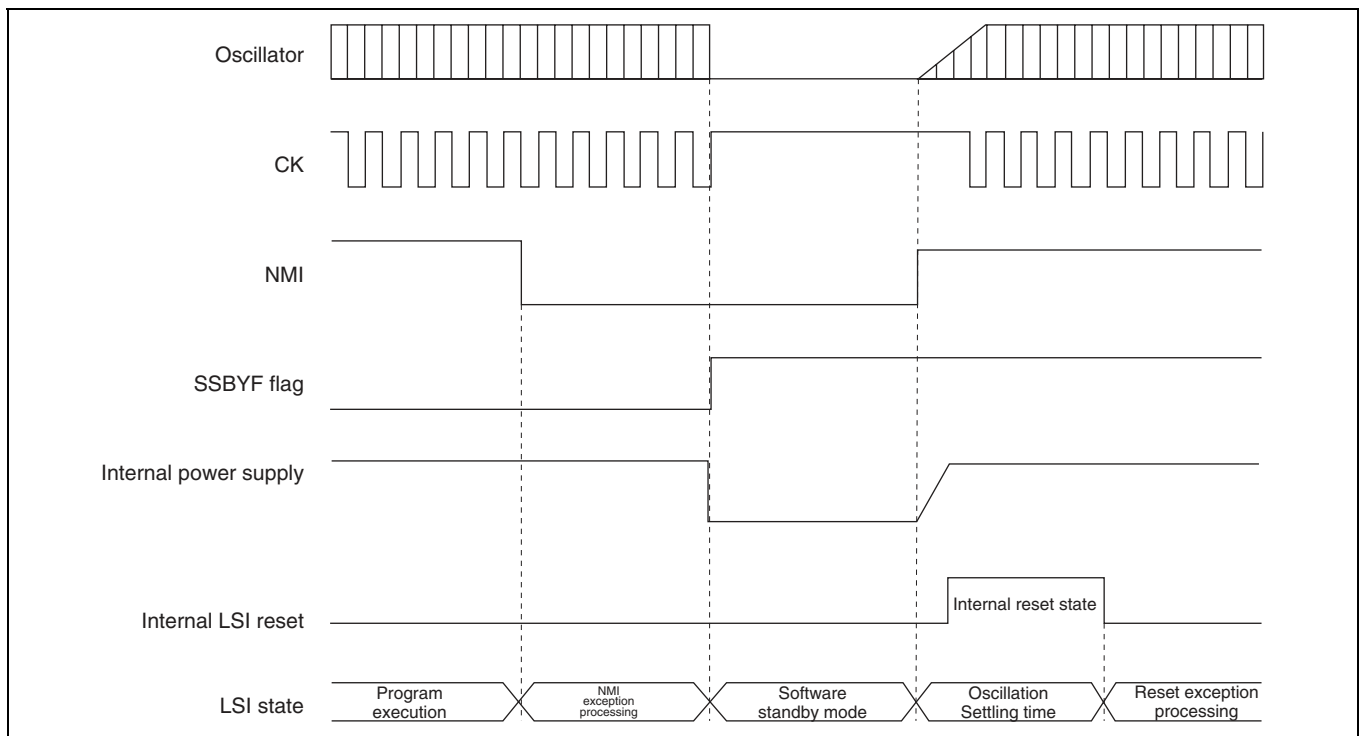 Oscillator
CK
NMI
SSBYF flag
Internal power supply
Internal LSI reset
Internal reset state
LSI state
Program
execution
NMI
exception
processing
Software
standby mode
Oscillation
Settling time
Reset exception
processing